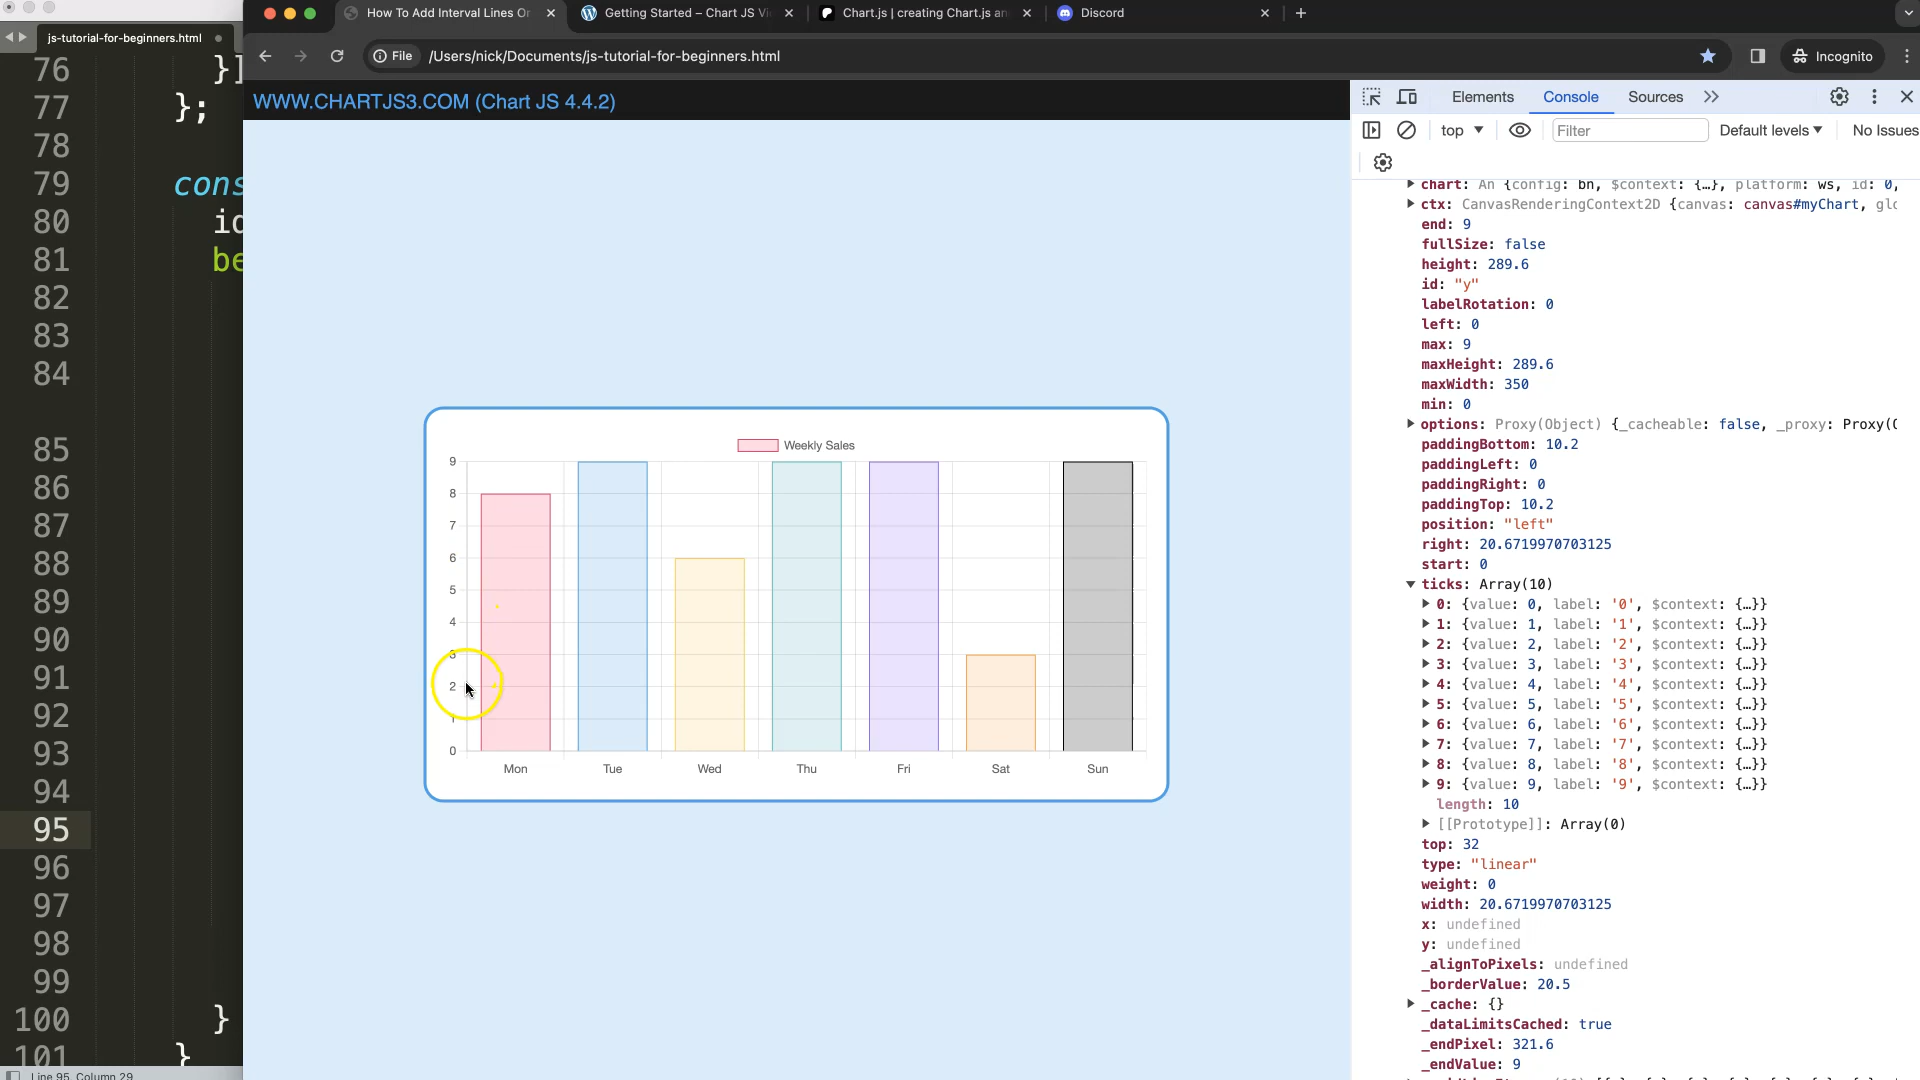 js-tutorial-for-beginners.html
76 }]
77 };
78
79 cons
80 id
81 be
82
83
84
85
86
87
88
89
90
91
92
93
94
95
96
97
98
99
100 }
101 }
Line 95, Column 29
How To Add Interval Lines Or
Getting Started – Chart JS Vi
Chart.js | creating Chart.js an
Discord
File /Users/nick/Documents/js-tutorial-for-beginners.html
Incognito
WWW.CHARTJS3.COM (Chart JS 4.4.2)
Weekly Sales
9
8
7
6
5
4
3
2
1
0
Mon Tue Wed Thu Fri Sat Sun
Elements Console Sources
top Filter Default levels No Issues
chart: An {config: bn, $context: {…}, platform: ws, id: 0,
ctx: CanvasRenderingContext2D {canvas: canvas#myChart, glo
end: 9
fullSize: false
height: 289.6
id: "y"
labelRotation: 0
left: 0
max: 9
maxHeight: 289.6
maxWidth: 350
min: 0
options: Proxy(Object) {_cacheable: false, _proxy: Proxy(O
paddingBottom: 10.2
paddingLeft: 0
paddingRight: 0
paddingTop: 10.2
position: "left"
right: 20.6719970703125
start: 0
ticks: Array(10)
0: {value: 0, label: '0', $context: {…}}
1: {value: 1, label: '1', $context: {…}}
2: {value: 2, label: '2', $context: {…}}
3: {value: 3, label: '3', $context: {…}}
4: {value: 4, label: '4', $context: {…}}
5: {value: 5, label: '5', $context: {…}}
6: {value: 6, label: '6', $context: {…}}
7: {value: 7, label: '7', $context: {…}}
8: {value: 8, label: '8', $context: {…}}
9: {value: 9, label: '9', $context: {…}}
length: 10
[[Prototype]]: Array(0)
top: 32
type: "linear"
weight: 0
width: 20.6719970703125
x: undefined
y: undefined
_alignToPixels: undefined
_borderValue: 20.5
_cache: {}
_dataLimitsCached: true
_endPixel: 321.6
_endValue: 9